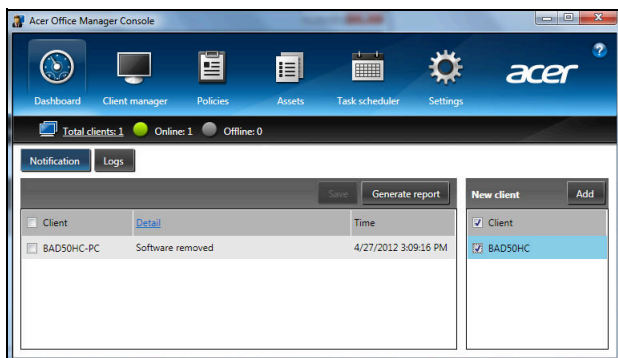 Acer Office Manager Console
acer
?
Dashboard Client manager Policies Assets Task scheduler Settings
Total clients: 1 Online: 1 Offline: 0
Notification Logs
Save Generate report
New client Add
Client Detail Time
Client
BAD50HC-PC Software removed 4/27/2012 3:09:16 PM
BAD50HC